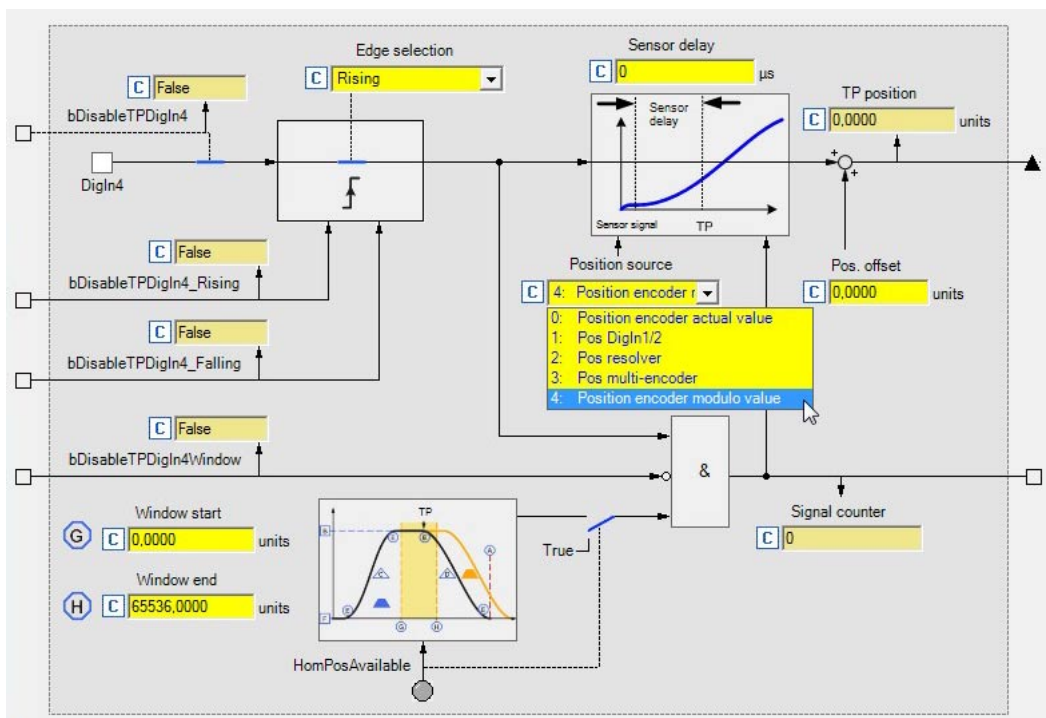 Edge selection
C Rising
Sensor delay
C 0 µs
C False
bDisableTPDigIn4
DigIn4
Sensor
delay
Sensor signal TP
TP position
C 0,0000 units
+
+
C False
bDisableTPDigIn4_Rising
Position source
C 4: Position encoder r
0: Position encoder actual value
1: Pos DigIn1/2
2: Pos resolver
3: Pos multi-encoder
4: Position encoder modulo value
Pos. offset
C 0,0000 units
C False
bDisableTPDigIn4_Falling
C False
bDisableTPDigIn4Window
&
Signal counter
C 0
Window start
G C 0,0000 units
Window end
H C 65536,0000 units
TP
A
C
D
G H
True
HomPosAvailable